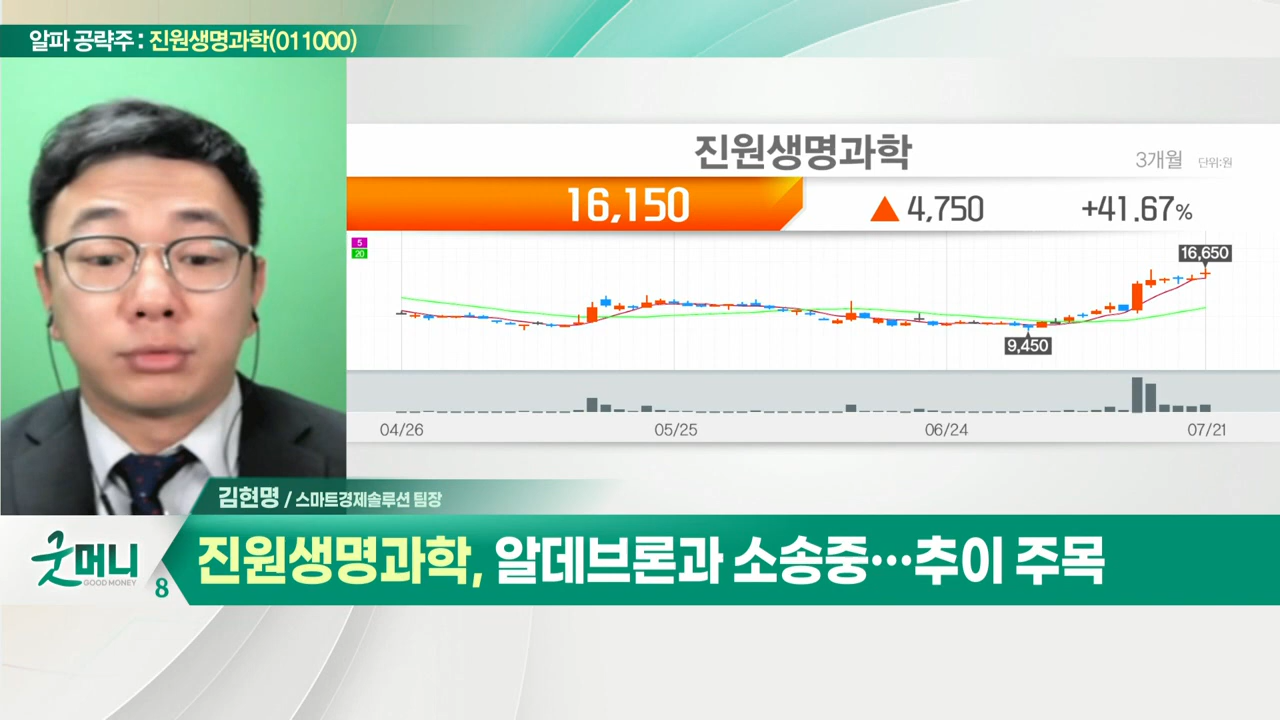 알파 공략주 : 진원생명과학(011000)
진원생명과학
3개월 단위:원
16,150 ▲ 4,750 +41.67%
5
20
16,650
9,450
04/26 05/25 06/24 07/21
김현명 / 스마트경제솔루션 팀장
굿머니
GOOD MONEY
8
진원생명과학, 알데브론과 소송중…추이 주목